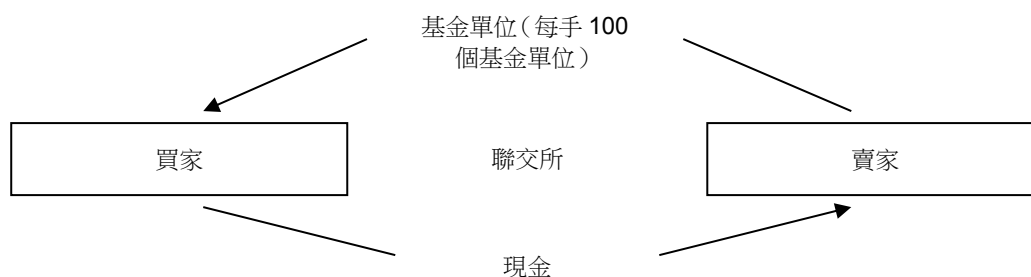 基金單位（每手 100
個基金單位）
買家
聯交所
賣家
現金